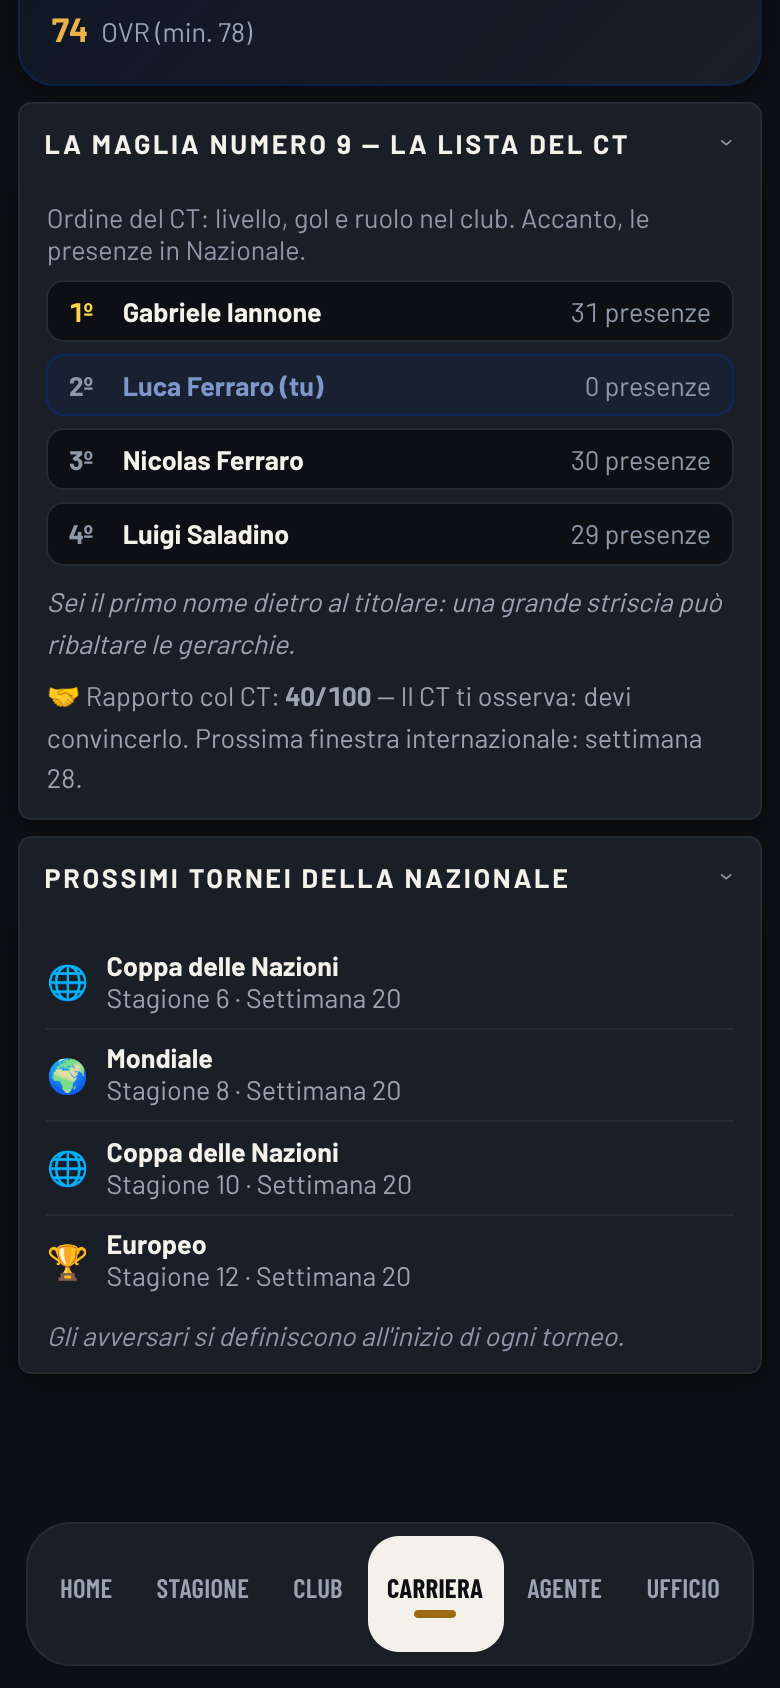 74 OVR (min. 78)
LA MAGLIA NUMERO 9 — LA LISTA DEL CT
Ordine del CT: livello, gol e ruolo nel club. Accanto, le
presenze in Nazionale.
1º Gabriele Iannone 31 presenze
2º Luca Ferraro (tu) 0 presenze
3º Nicolas Ferraro 30 presenze
4º Luigi Saladino 29 presenze
Sei il primo nome dietro al titolare: una grande striscia può
ribaltare le gerarchie.
🤝 Rapporto col CT: 40/100 — Il CT ti osserva: devi
convincerlo. Prossima finestra internazionale: settimana
28.
PROSSIMI TORNEI DELLA NAZIONALE
Coppa delle Nazioni
Stagione 6 · Settimana 20
Mondiale
Stagione 8 · Settimana 20
Coppa delle Nazioni
Stagione 10 · Settimana 20
Europeo
Stagione 12 · Settimana 20
Gli avversari si definiscono all'inizio di ogni torneo.
HOME STAGIONE CLUB CARRIERA AGENTE UFFICIO